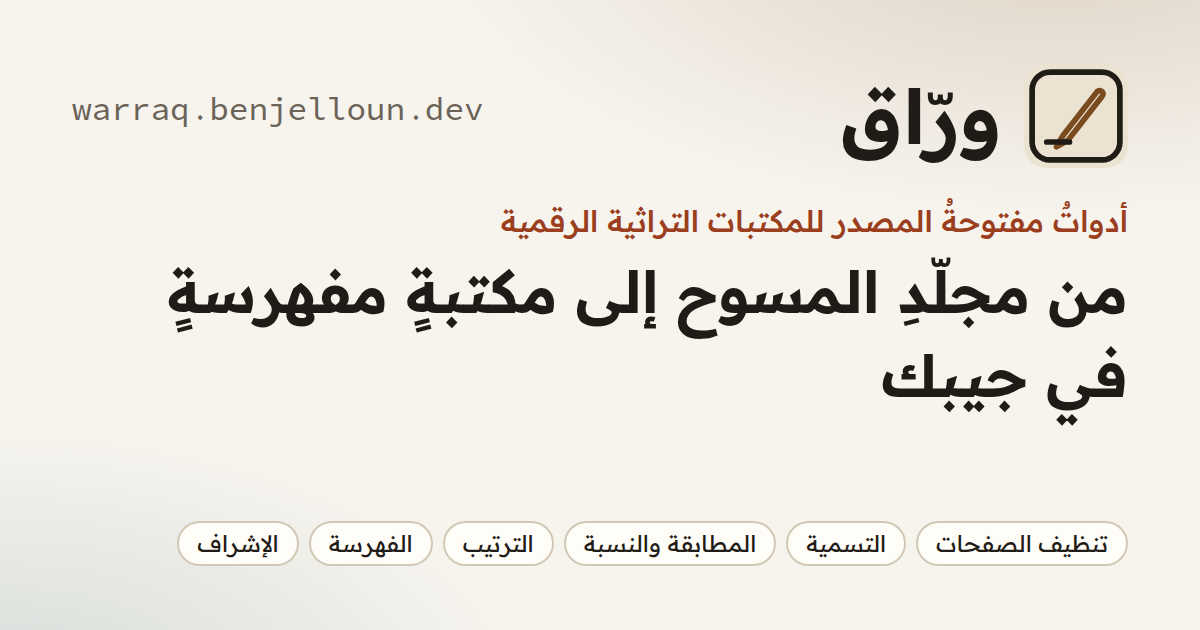 ورّاق
warraq.benjelloun.dev
أدواتٌ مفتوحةُ المصدر للمكتبات التراثية الرقمية
من مجلّدِ المسوح إلى مكتبةٍ مفهرسةٍ
في جيبك
تنظيف الصفحات
التسمية
المطابقة والنسبة
الترتيب
الفهرسة
الإشراف